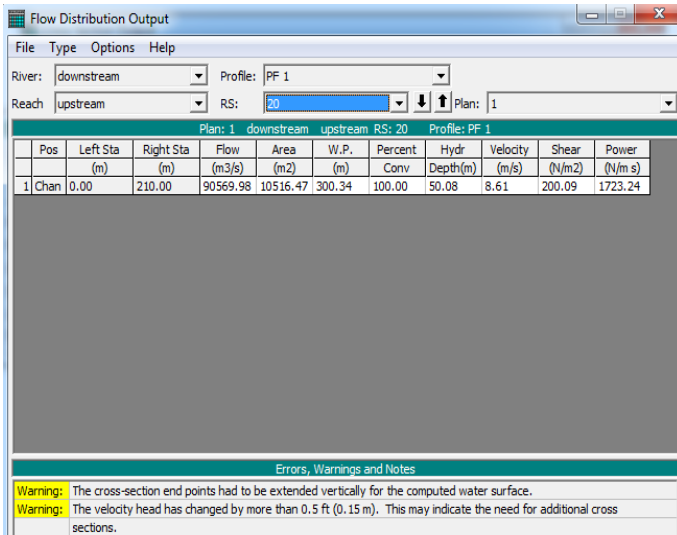 Flow Distribution Output
File Type Options Help
River: downstream Profile: PF 1
Reach upstream RS: 20 Plan: 1
Plan: 1 downstream upstream RS: 20 Profile: PF 1
Pos Left Sta Right Sta Flow Area W.P. Percent Hydr Velocity Shear Power
(m) (m) (m3/s) (m2) (m) Conv Depth(m) (m/s) (N/m2) (N/m s)
1 Chan 0.00 210.00 90569.98 10516.47 300.34 100.00 50.08 8.61 200.09 1723.24
Errors, Warnings and Notes
Warning: The cross-section end points had to be extended vertically for the computed water surface.
Warning: The velocity head has changed by more than 0.5 ft (0.15 m). This may indicate the need for additional cross
sections.